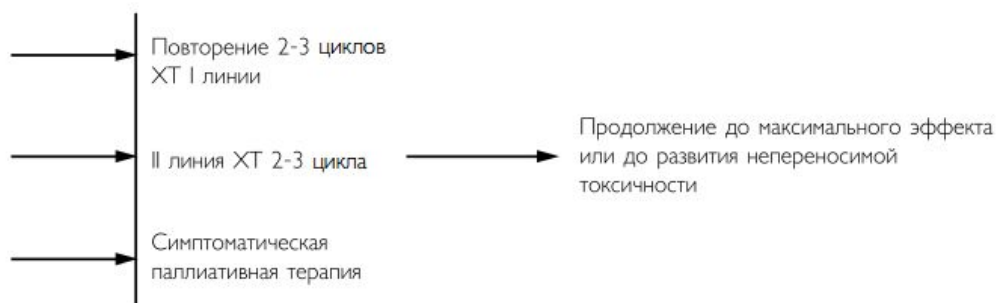 Повторение 2-3 циклов
ХТ I линии
II линия ХТ 2-3 цикла
Продолжение до максимального эффекта
или до развития непереносимой
токсичности
Симптоматическая
паллиативная терапия